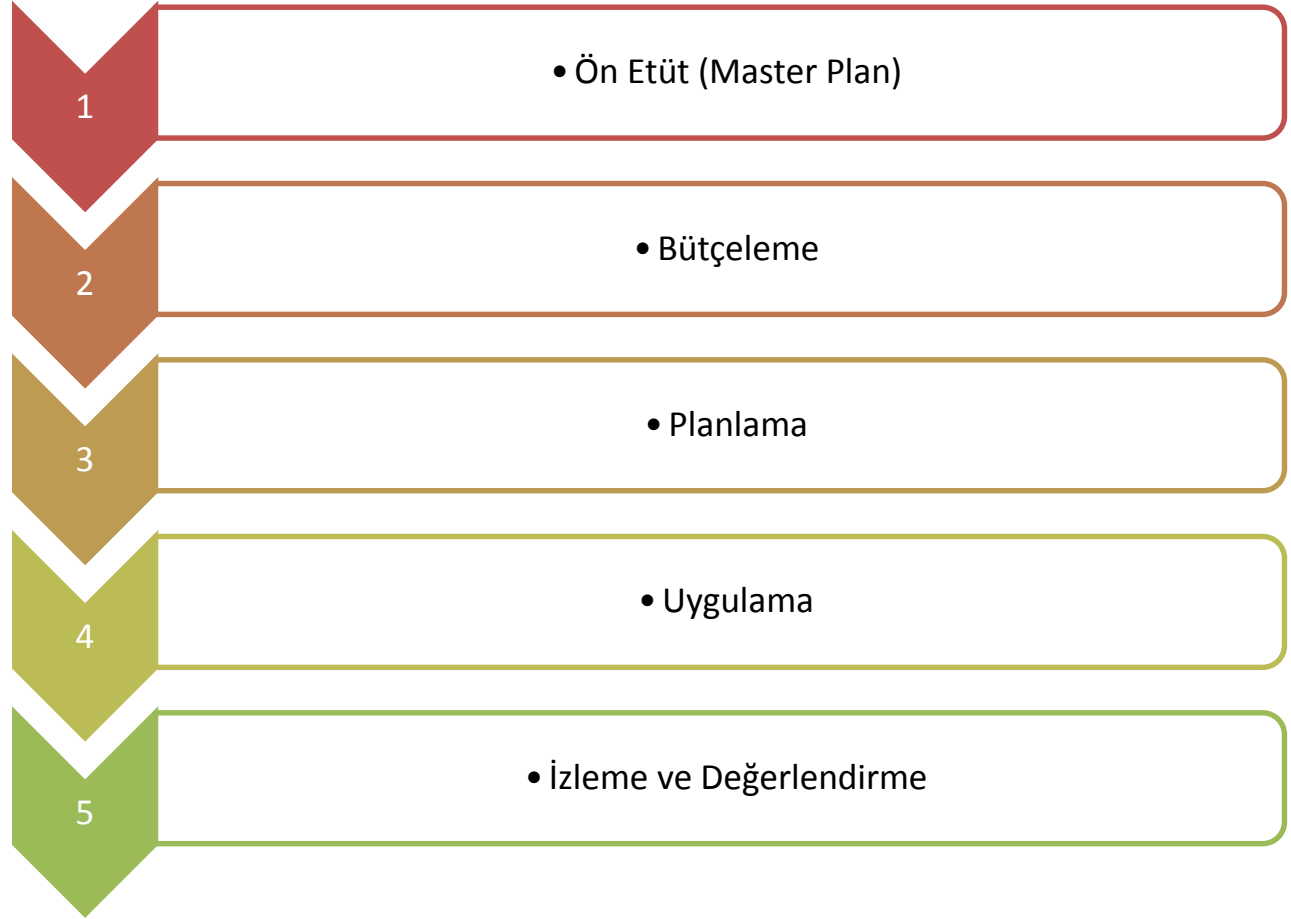 1
• Ön Etüt (Master Plan)
2
• Bütçeleme
3
• Planlama
4
• Uygulama
5
• İzleme ve Değerlendirme